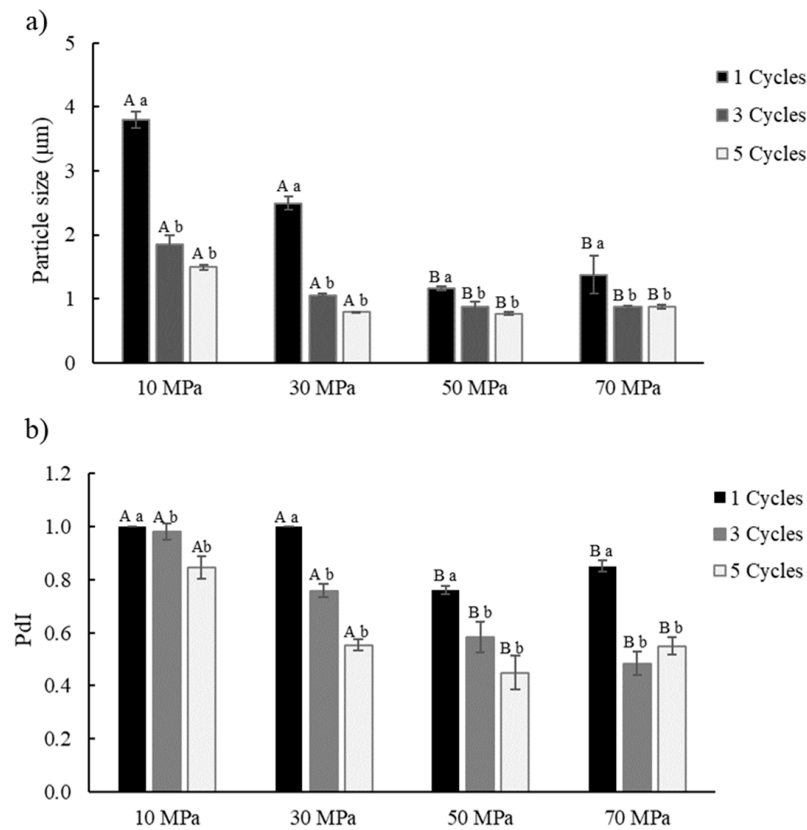 a)
5
4
3
2
1
0
Particle size (μm)
A a
A b
A b
A a
A b
A b
B a
B b
B b
B a
B b
B b
10 MPa
30 MPa
50 MPa
70 MPa
1 Cycles
3 Cycles
5 Cycles
b)
1.2
1.0
0.8
0.6
0.4
0.2
0.0
PdI
A a
A b
Ab
A a
A b
A b
B a
B b
B b
B a
B b
B b
10 MPa
30 MPa
50 MPa
70 MPa
1 Cycles
3 Cycles
5 Cycles